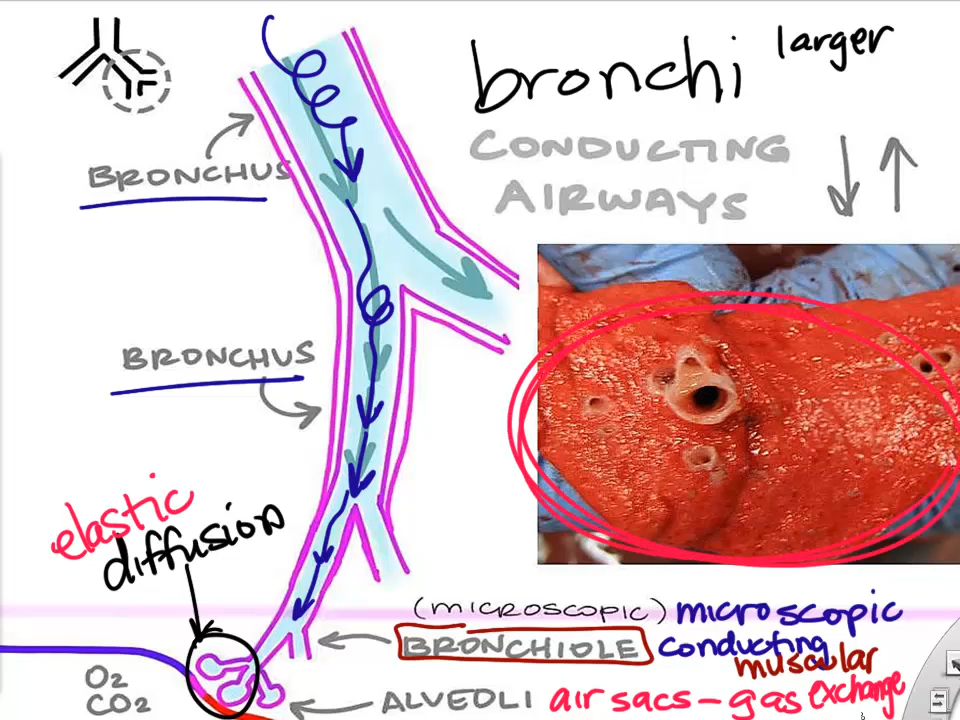 bronchi larger
CONDUCTING
AIRWAYS
BRONCHUS
BRONCHUS
elastic
diffusion
(MICROSCOPIC) microscopic
BRONCHIOLE conducting
muscular
O2
CO2
ALVEOLI air sacs - gas exchange